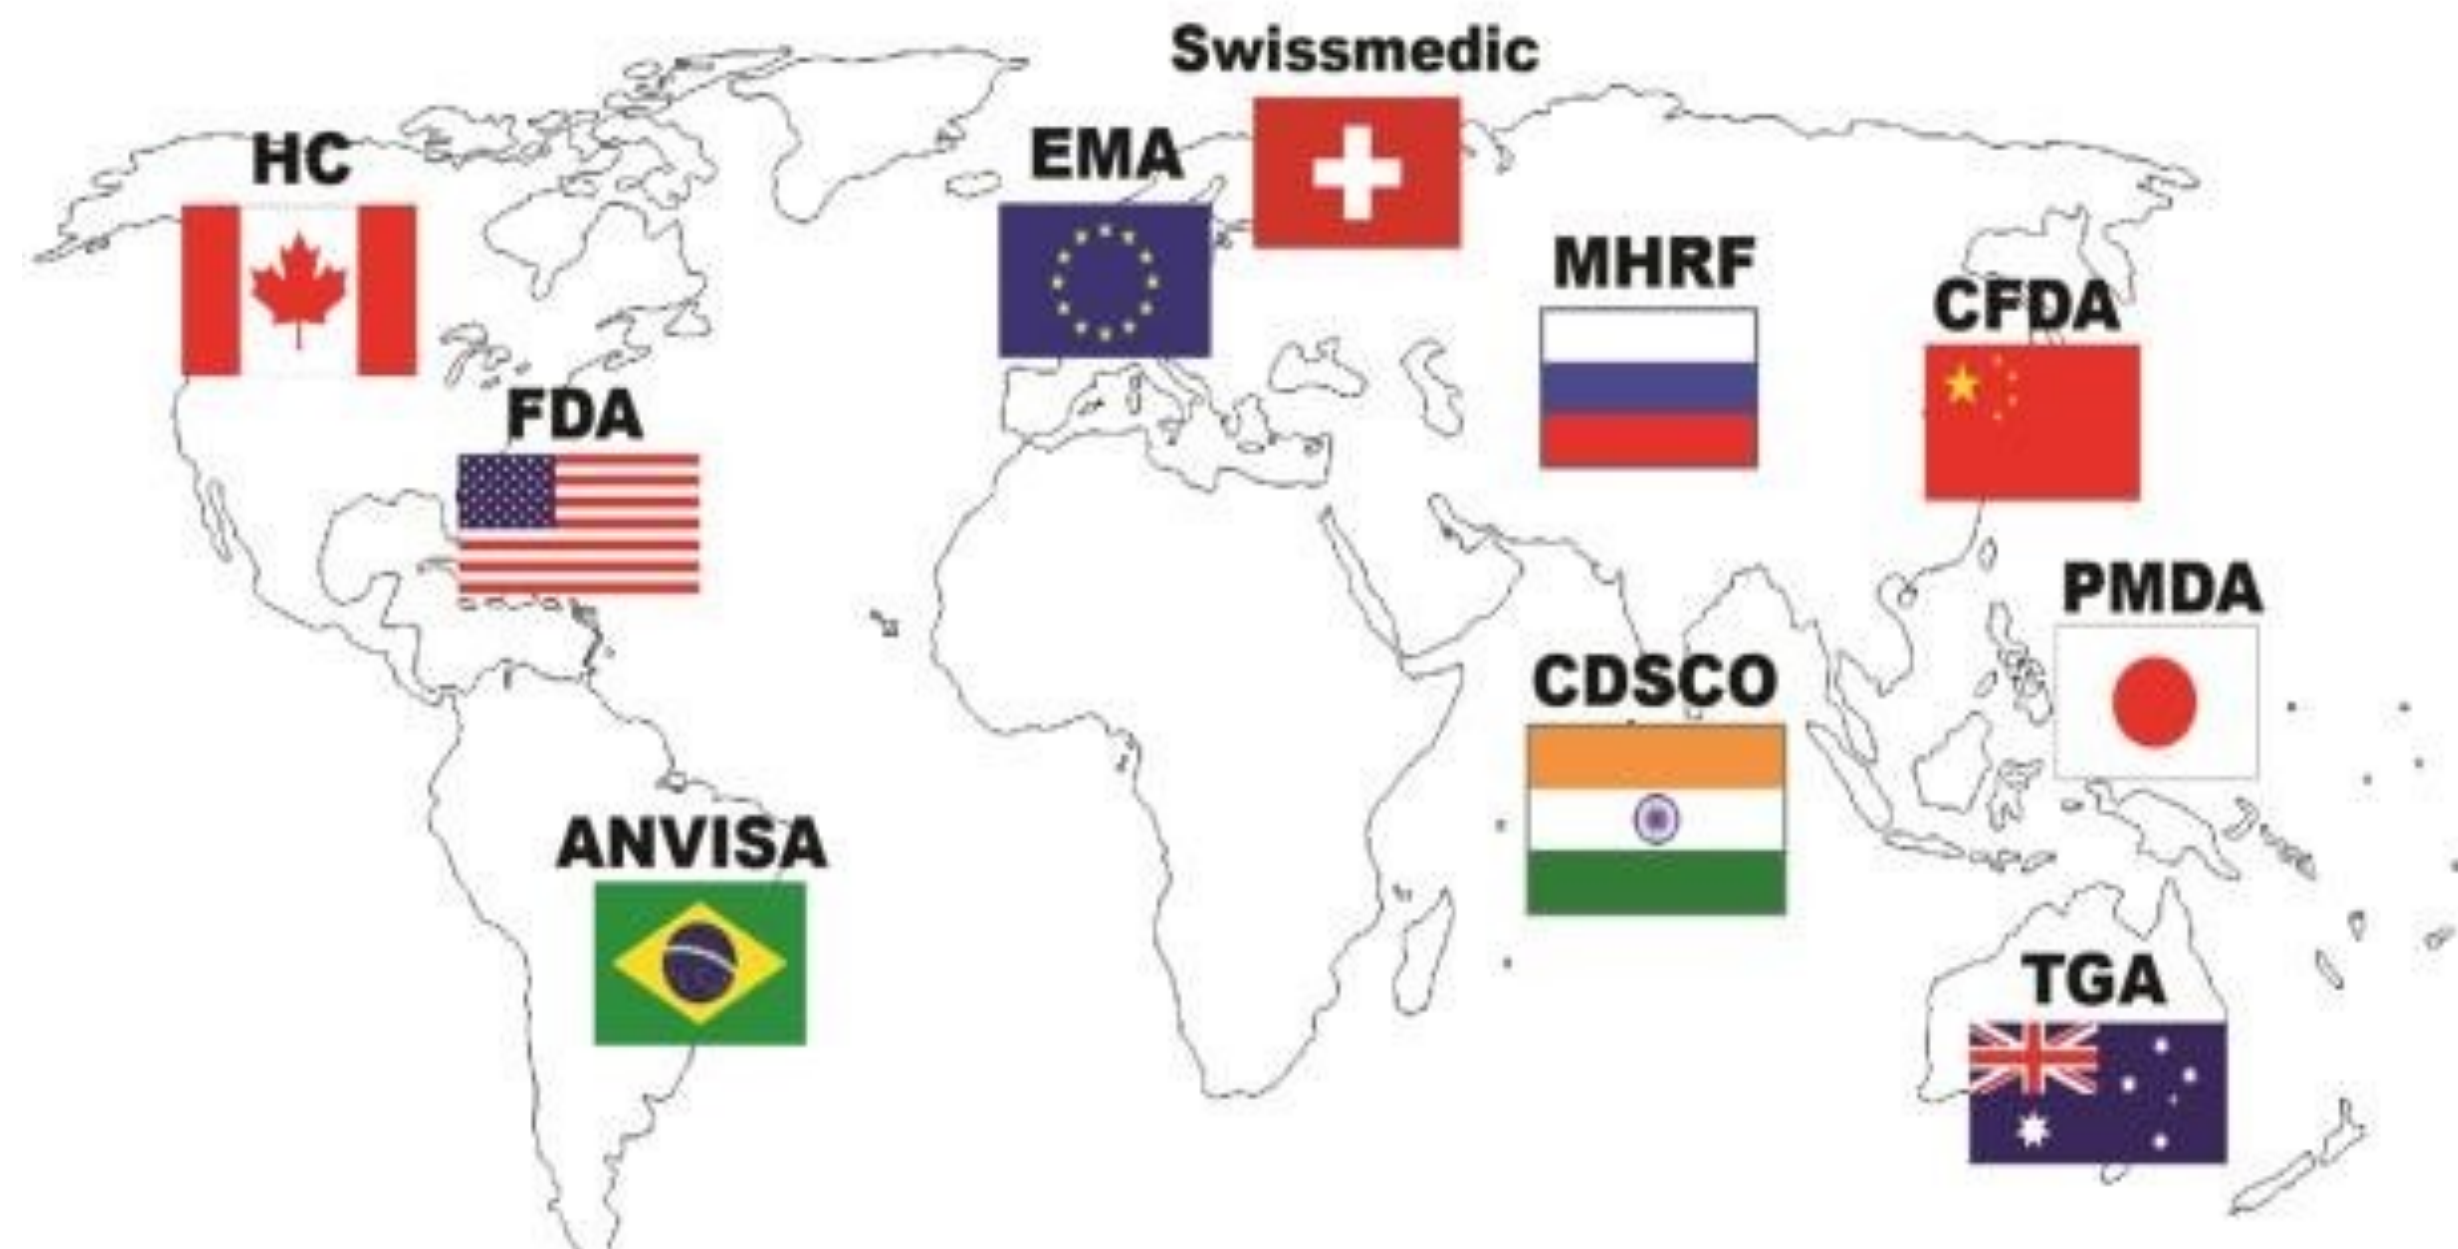 Swissmedic
HC
EMA
MHRF
CFDA
FDA
PMDA
CDSCO
ANVISA
TGA